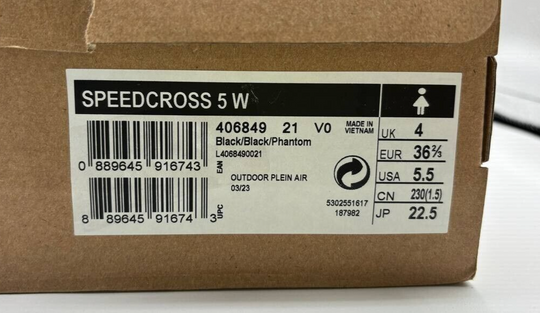 SPEEDCROSS 5 W
406849 21 V0
MADE IN
VIETNAM
Black/Black/Phantom
L4068490021
0 889645 916743
EAN
OUTDOOR PLEIN AIR
03/23
8 89645 91674 3
UPC
5302551617
187982
UK 4
EUR 36⅔
USA 5.5
CN 230(1.5)
JP 22.5